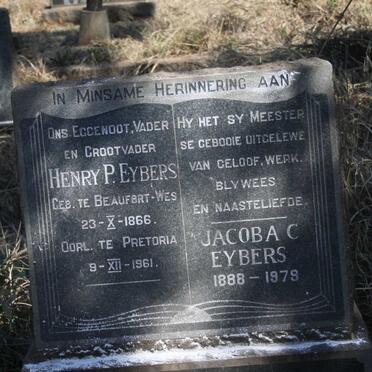 IN MINSAME HERINNERING AAN
ONS EGGENOOT, VADER
EN GROOTVADER
HENRY P. EYBERS
GEB. TE BEAUFORT-WES
23-X-1866.
OORL. TE PRETORIA
9-XII-1961.
HY HET SY MEESTER
SE GEBODIE UITGELEWE
VAN GELOOF, WERK,
BLY WEES
EN NAASTELIEFDE.
JACOBA C
EYBERS
1888-1979